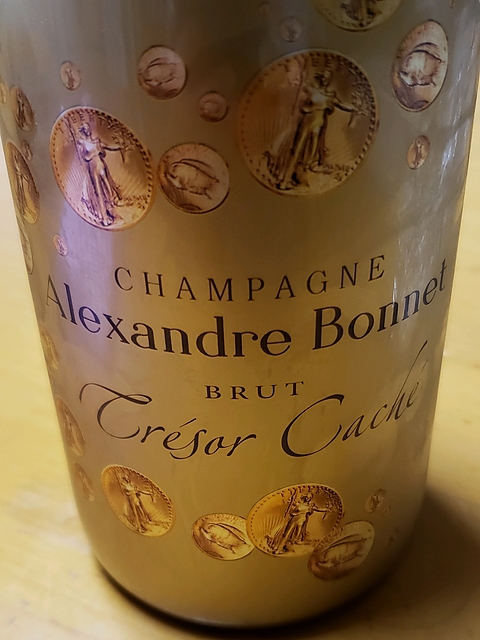 CHAMPAGNE
Alexandre Bonnet
BRUT
Trésor Caché